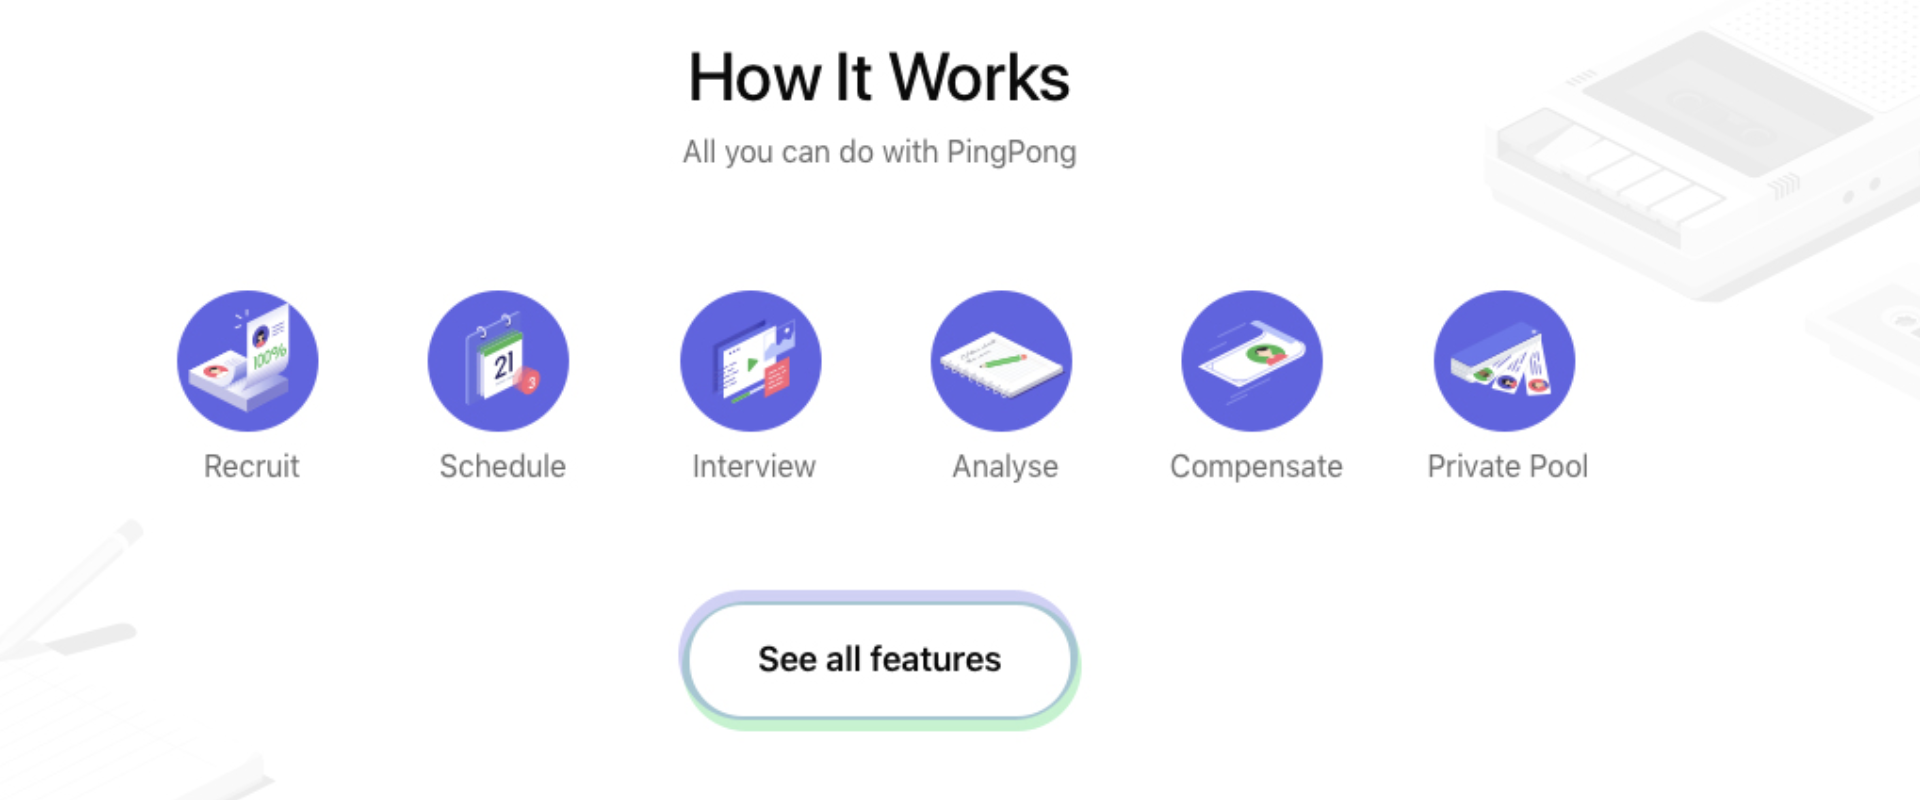 How It Works
All you can do with PingPong
100%
21
3
Recruit
Schedule
Interview
Analyse
Compensate
Private Pool
See all features